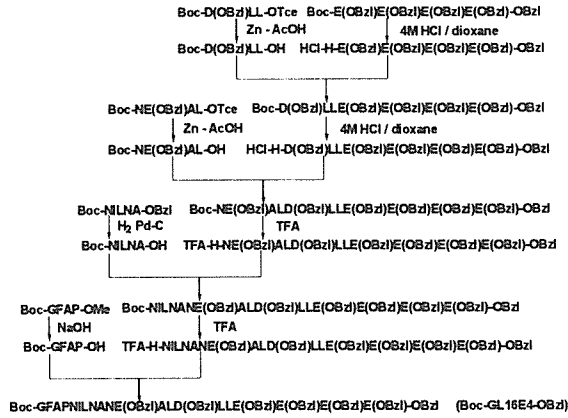 Boc-D(OBzl)LL-OTce Boc-E(OBzl)E(OBzl)E(OBzl)E(OBzl)-OBzl
Zn - AcOH 4M HCl / dioxane
Boc-D(OBzl)LL-OH HCl-H-E(OBzl)E(OBzl)E(OBzl)E(OBzl)-OBzl
Boc-NE(OBzl)AL-OTce Boc-D(OBzl)LLE(OBzl)E(OBzl)E(OBzl)E(OBzl)-OBzl
Zn - AcOH 4M HCl / dioxane
Boc-NE(OBzl)AL-OH HCl-H-D(OBzl)LLE(OBzl)E(OBzl)E(OBzl)E(OBzl)-OBzl
Boc-NILNA-OBzl Boc-NE(OBzl)ALD(OBzl)LLE(OBzl)E(OBzl)E(OBzl)E(OBzl)-OBzl
H2 Pd-C TFA
Boc-NILNA-OH TFA-H-NE(OBzl)ALD(OBzl)LLE(OBzl)E(OBzl)E(OBzl)E(OBzl)-OBzl
Boc-GFAP-OMe Boc-NILNANE(OBzl)ALD(OBzl)LLE(OBzl)E(OBzl)E(OBzl)E(OBzl)-OBzl
NaOH TFA
Boc-GFAP-OH TFA-H-NILNANE(OBzl)ALD(OBzl)LLE(OBzl)E(OBzl)E(OBzl)E(OBzl)-OBzl
Boc-GFAPNILNANE(OBzl)ALD(OBzl)LLE(OBzl)E(OBzl)E(OBzl)E(OBzl)-OBzl (Boc-GL16E4-OBzl)